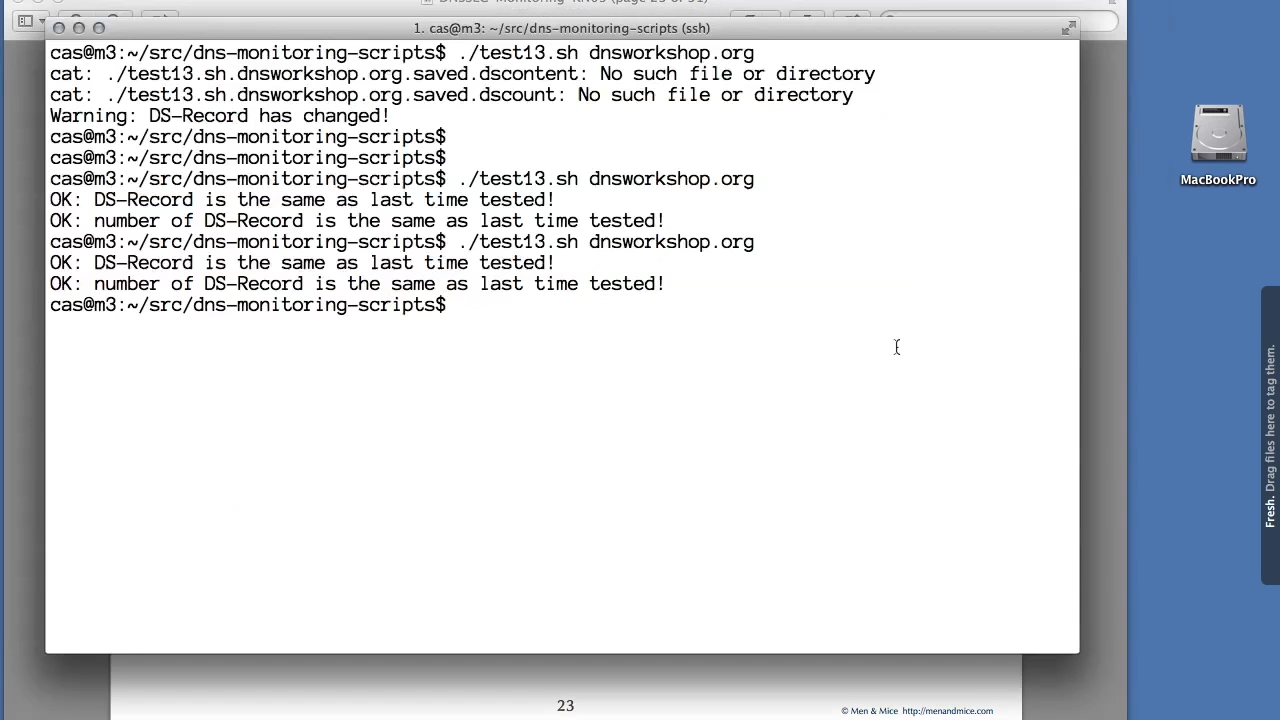 1. cas@m3: ~/src/dns-monitoring-scripts (ssh)
cas@m3:~/src/dns-monitoring-scripts$ ./test13.sh dnsworkshop.org
cat: ./test13.sh.dnsworkshop.org.saved.dscontent: No such file or directory
cat: ./test13.sh.dnsworkshop.org.saved.dscount: No such file or directory
Warning: DS-Record has changed!
cas@m3:~/src/dns-monitoring-scripts$
cas@m3:~/src/dns-monitoring-scripts$
cas@m3:~/src/dns-monitoring-scripts$ ./test13.sh dnsworkshop.org
OK: DS-Record is the same as last time tested!
OK: number of DS-Record is the same as last time tested!
cas@m3:~/src/dns-monitoring-scripts$ ./test13.sh dnsworkshop.org
OK: DS-Record is the same as last time tested!
OK: number of DS-Record is the same as last time tested!
cas@m3:~/src/dns-monitoring-scripts$
MacBookPro
Fresh. Drag files here to tag them.
23
© Men & Mice http://menandmice.com